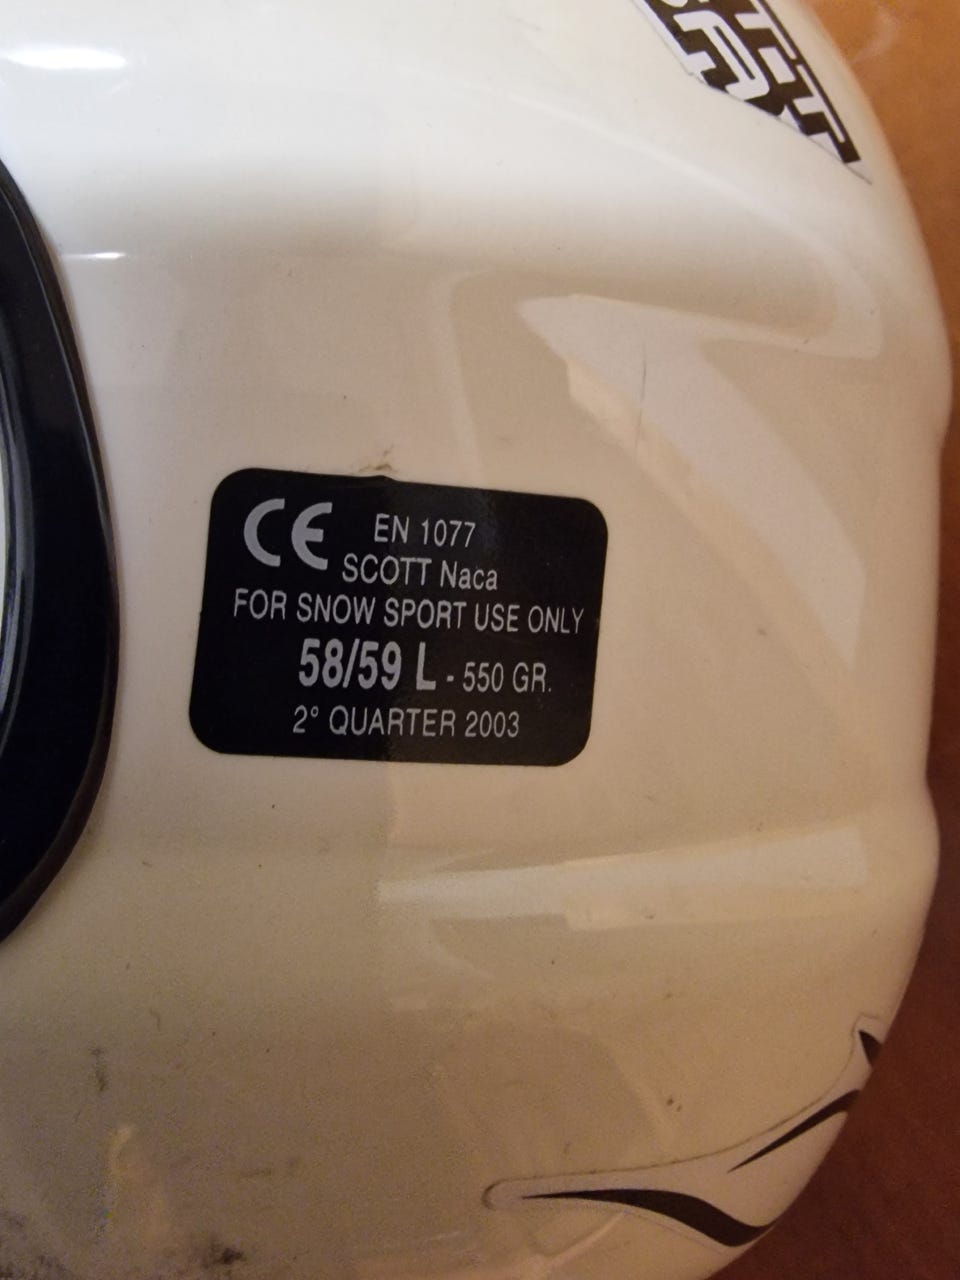 CE EN 1077
SCOTT Naca
FOR SNOW SPORT USE ONLY
58/59 L - 550 GR.
2° QUARTER 2003